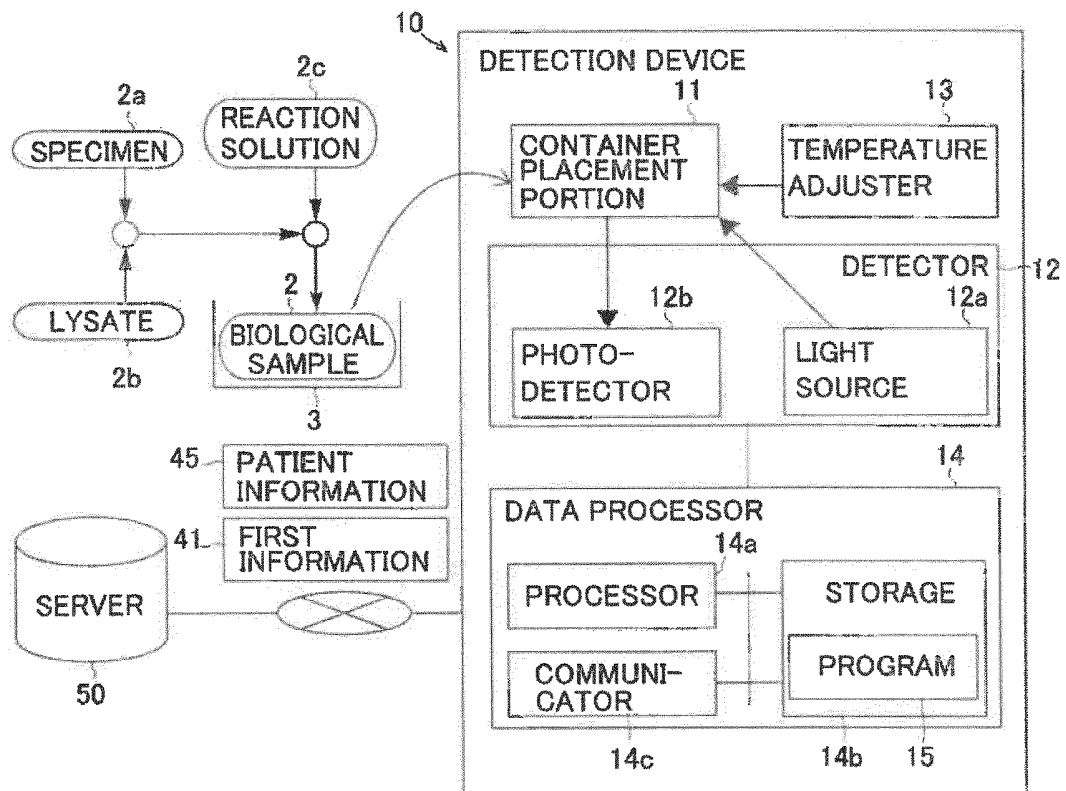 10
DETECTION DEVICE
2c
2a
11
13
REACTION
SOLUTION
SPECIMEN
CONTAINER
PLACEMENT
PORTION
TEMPERATURE
ADJUSTER
DETECTOR
12
2
12b
12a
LYSATE
BIOLOGICAL
SAMPLE
PHOTO-
DETECTOR
LIGHT
SOURCE
2b
3
45
PATIENT
INFORMATION
14
41
FIRST
INFORMATION
DATA PROCESSOR
14a
SERVER
PROCESSOR
STORAGE
COMMUNI-
CATOR
PROGRAM
50
14c
14b
15